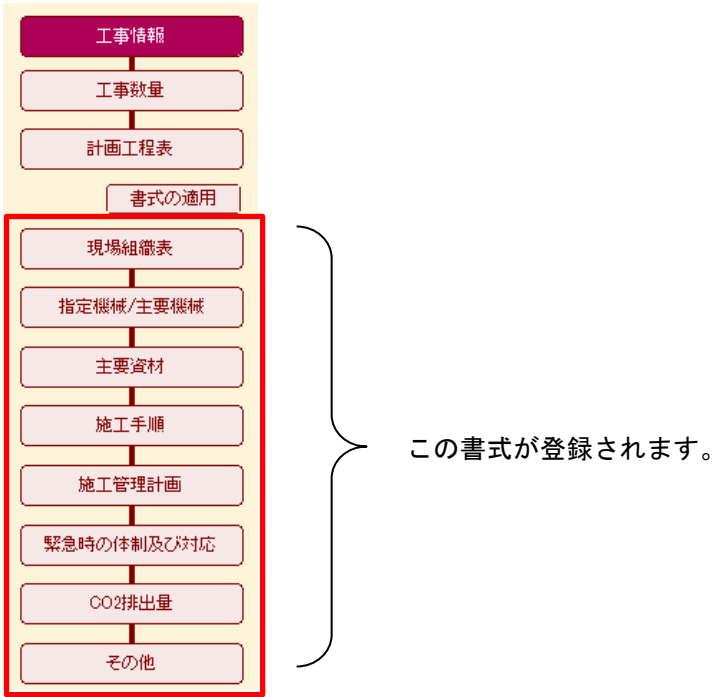 工事情報
工事数量
計画工程表
書式の適用
現場組織表
指定機械/主要機械
主要資材
施工手順
施工管理計画
緊急時の体制及び対応
CO2排出量
その他
この書式が登録されます。